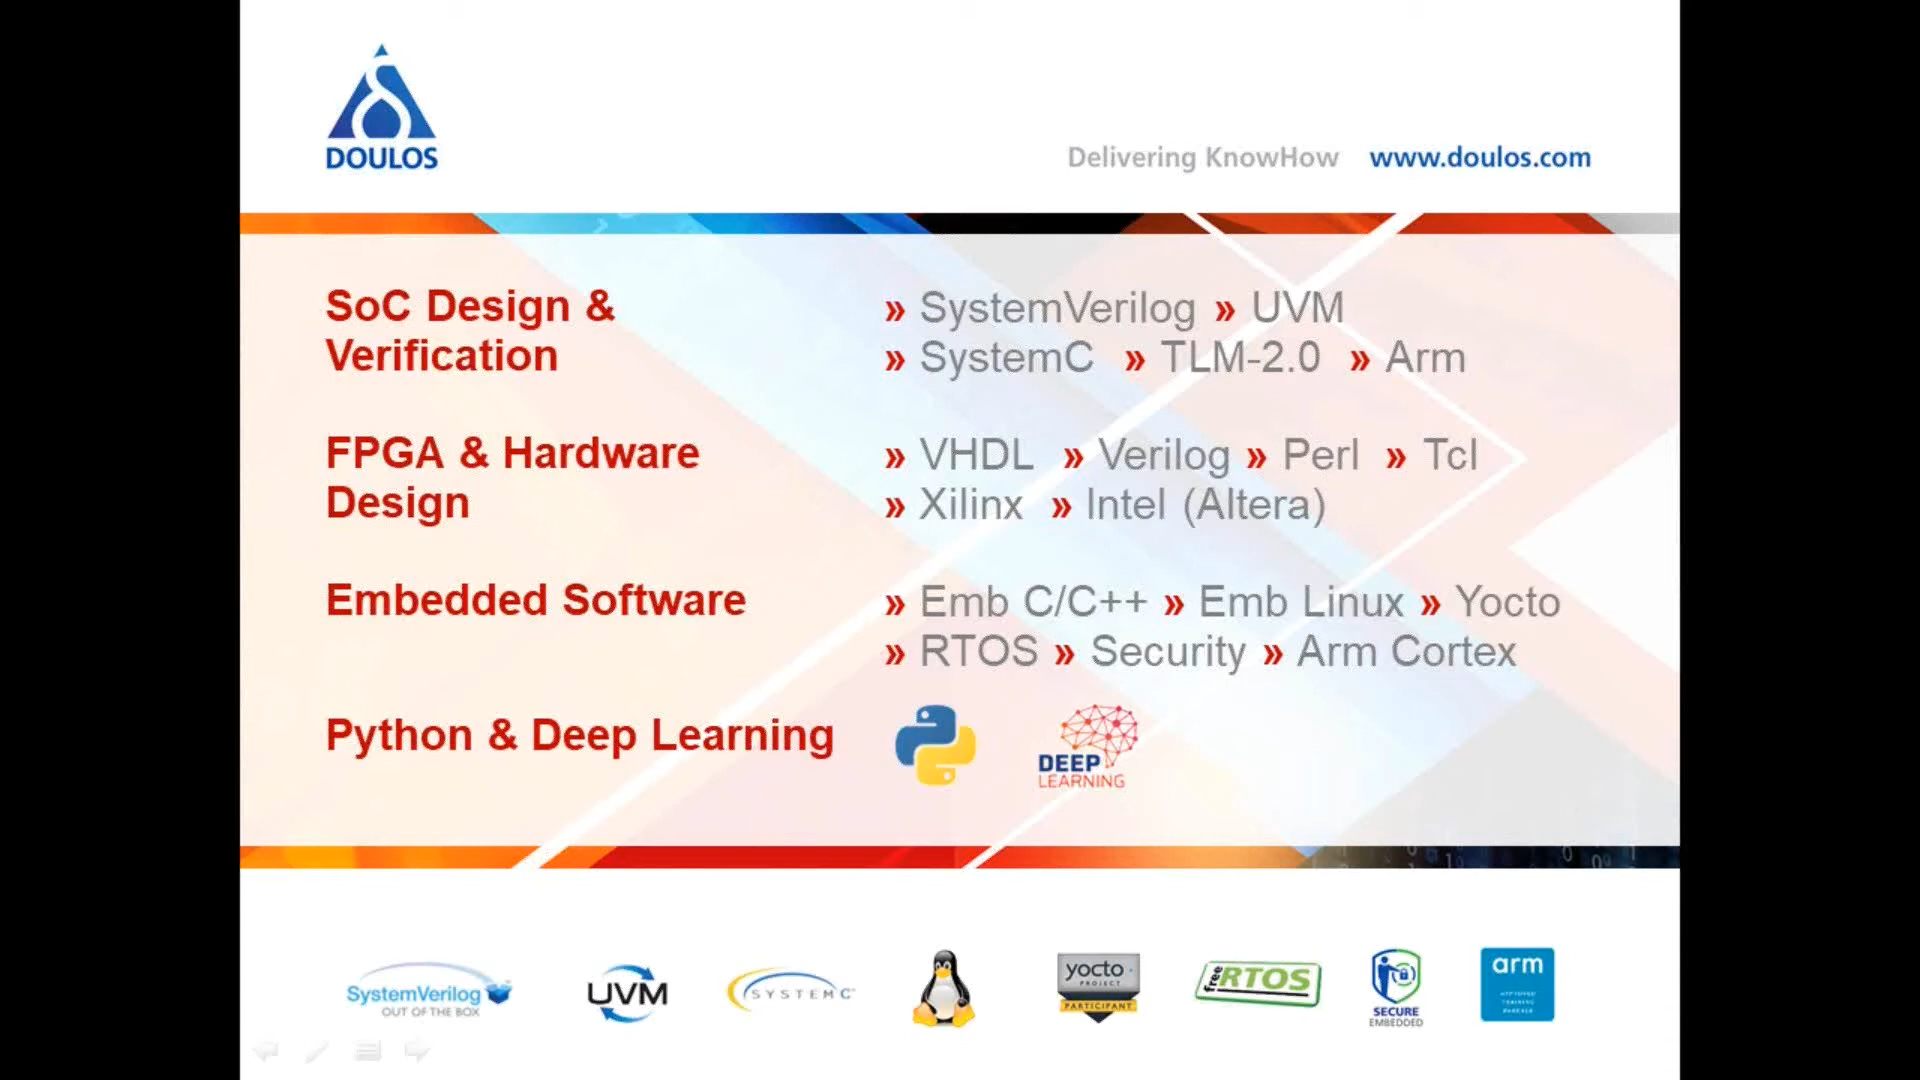 DOULOS
Delivering KnowHow www.doulos.com
SoC Design &
Verification
» SystemVerilog » UVM
» SystemC » TLM-2.0 » Arm
FPGA & Hardware
Design
» VHDL » Verilog » Perl » Tcl
» Xilinx » Intel (Altera)
Embedded Software
» Emb C/C++ » Emb Linux » Yocto
» RTOS » Security » Arm Cortex
Python & Deep Learning
DEEP
LEARNING
SystemVerilog
OUT OF THE BOX
UVM
SYSTEMC
yocto
PROJECT
PARTICIPANT
freeRTOS
SECURE
EMBEDDED
arm